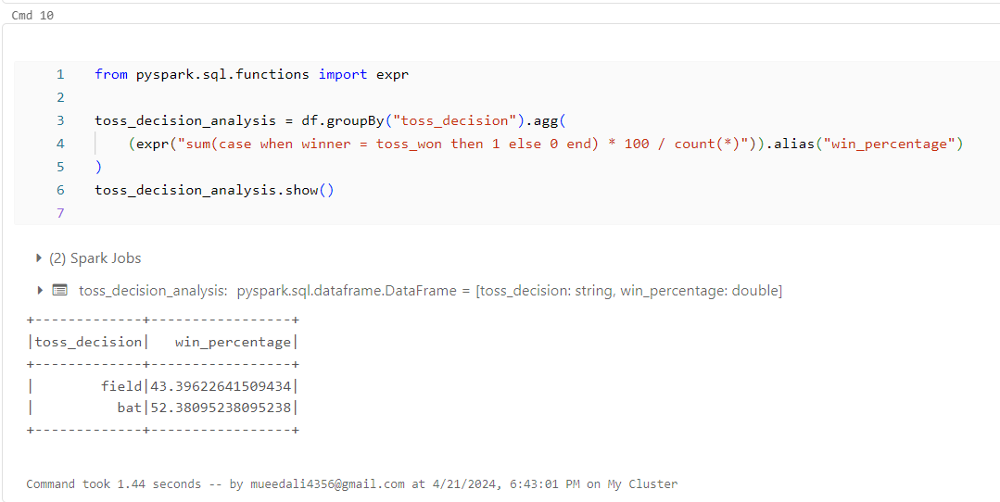 Cmd 10
1 from pyspark.sql.functions import expr
2
3 toss_decision_analysis = df.groupBy("toss_decision").agg(
4     (expr("sum(case when winner = toss_won then 1 else 0 end) * 100 / count(*)")).alias("win_percentage")
5 )
6 toss_decision_analysis.show()
7
(2) Spark Jobs
toss_decision_analysis: pyspark.sql.dataframe.DataFrame = [toss_decision: string, win_percentage: double]
+-------------+-----------------+
|toss_decision|   win_percentage|
+-------------+-----------------+
|        field|43.39622641509434|
|          bat|52.38095238095238|
+-------------+-----------------+
Command took 1.44 seconds -- by mueedali4356@gmail.com at 4/21/2024, 6:43:01 PM on My Cluster